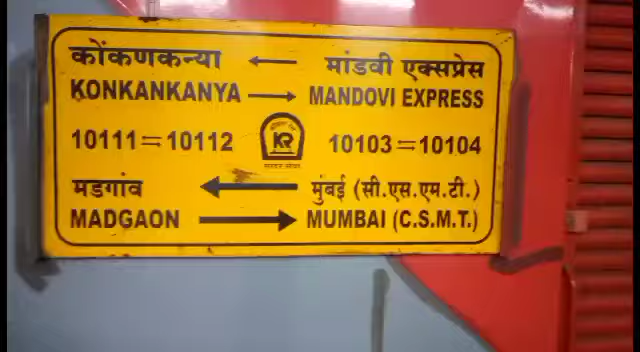 कोंकणकन्या ← मांडवी एक्सप्रेस
KONKANKANYA → MANDOVI EXPRESS
10111=10112 KR 10103=10104
मडगांव ← मुंबई (सी.एस.एम.टी.)
MADGAON → MUMBAI (C.S.M.T.)